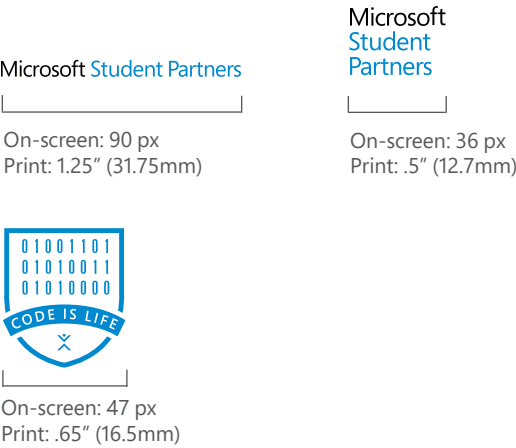 Microsoft Student Partners
On-screen: 90 px
Print: 1.25” (31.75mm)
Microsoft
Student
Partners
On-screen: 36 px
Print: .5” (12.7mm)
01001101
01010011
01010000
CODE IS LIFE
On-screen: 47 px
Print: .65” (16.5mm)